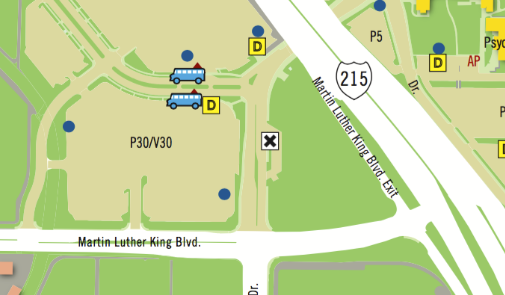 P5
D
Psyc
D
AP
215
Dr.
D
P
D
Martin Luther King Blvd. Exit
P30/V30
Martin Luther King Blvd.
Dr.